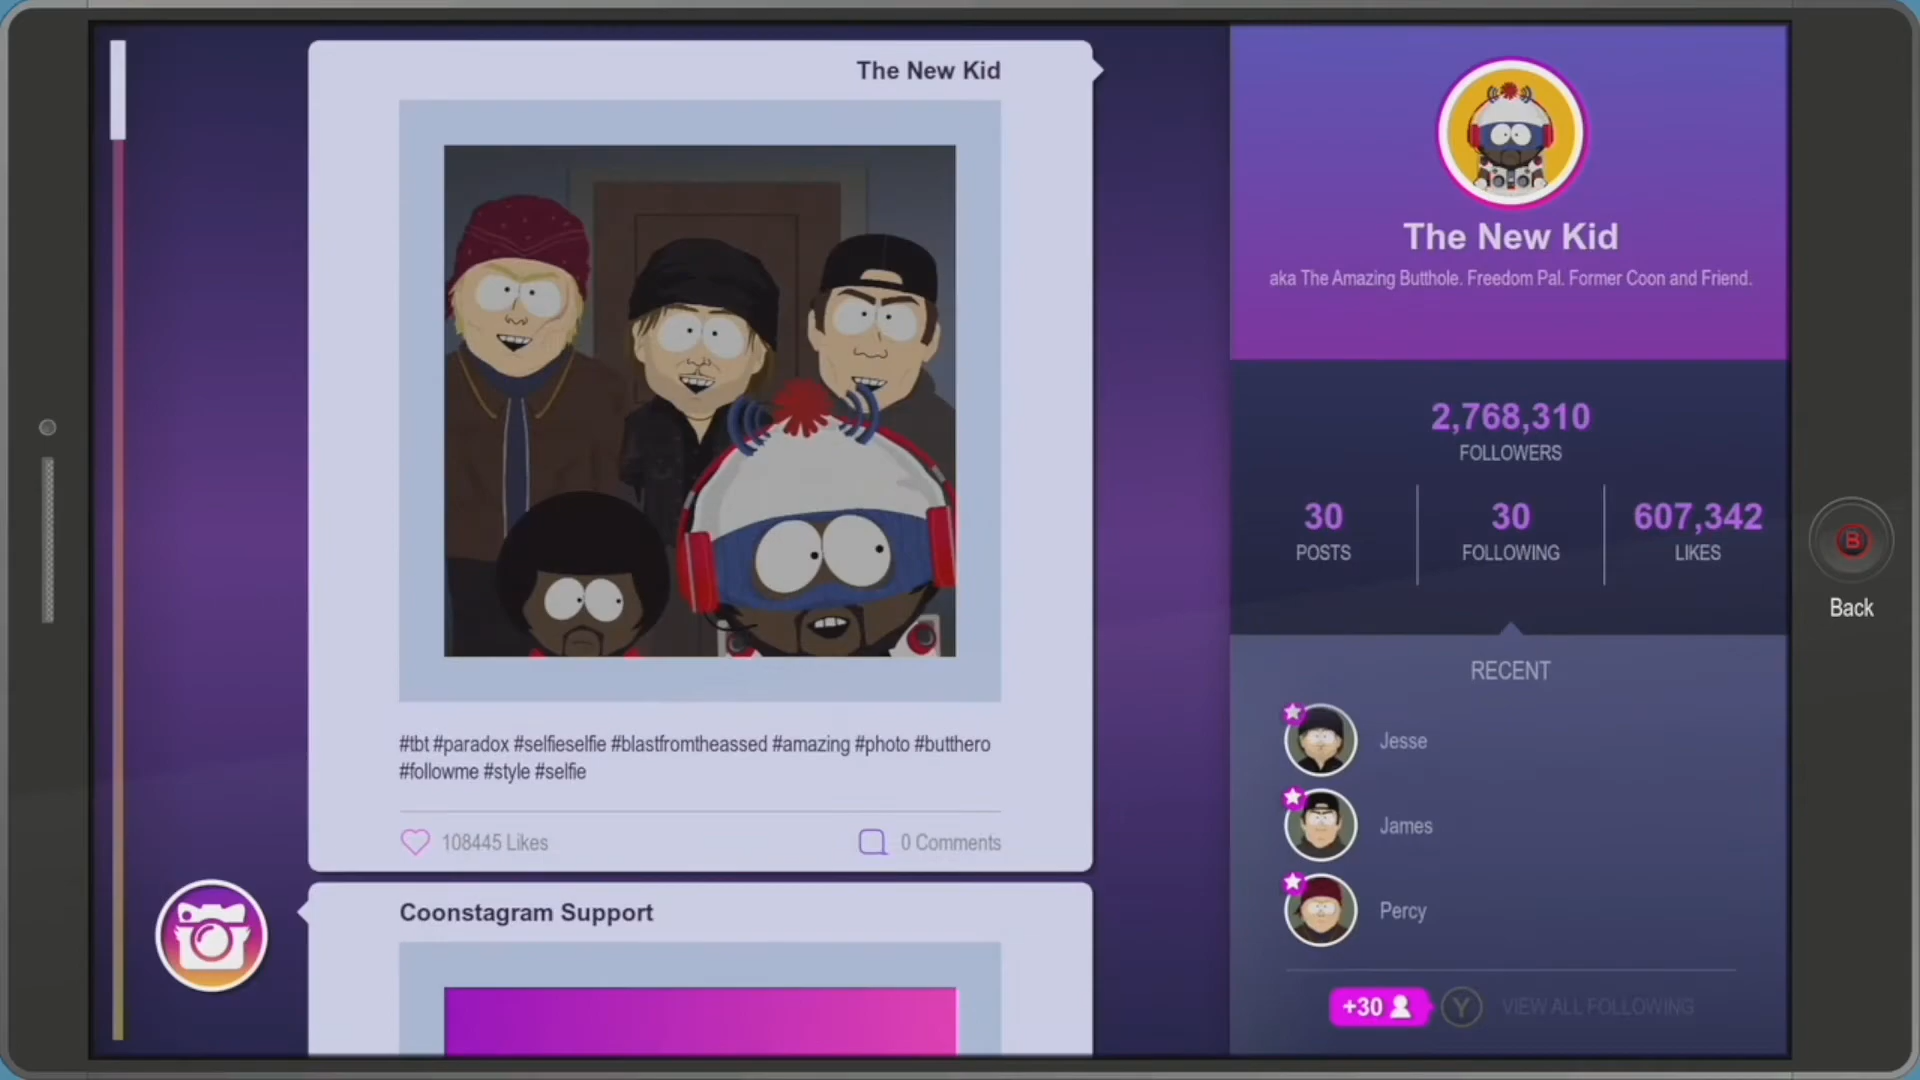 The New Kid
#tbt #paradox #selfieselfie #blastfromtheassed #amazing #photo #butthero
#followme #style #selfie
108445 Likes
0 Comments
Coonstagram Support
The New Kid
aka The Amazing Butthole. Freedom Pal. Former Coon and Friend.
2,768,310
FOLLOWERS
30
POSTS
30
FOLLOWING
607,342
LIKES
RECENT
Jesse
James
Percy
+30
Y
VIEW ALL FOLLOWING
B
Back